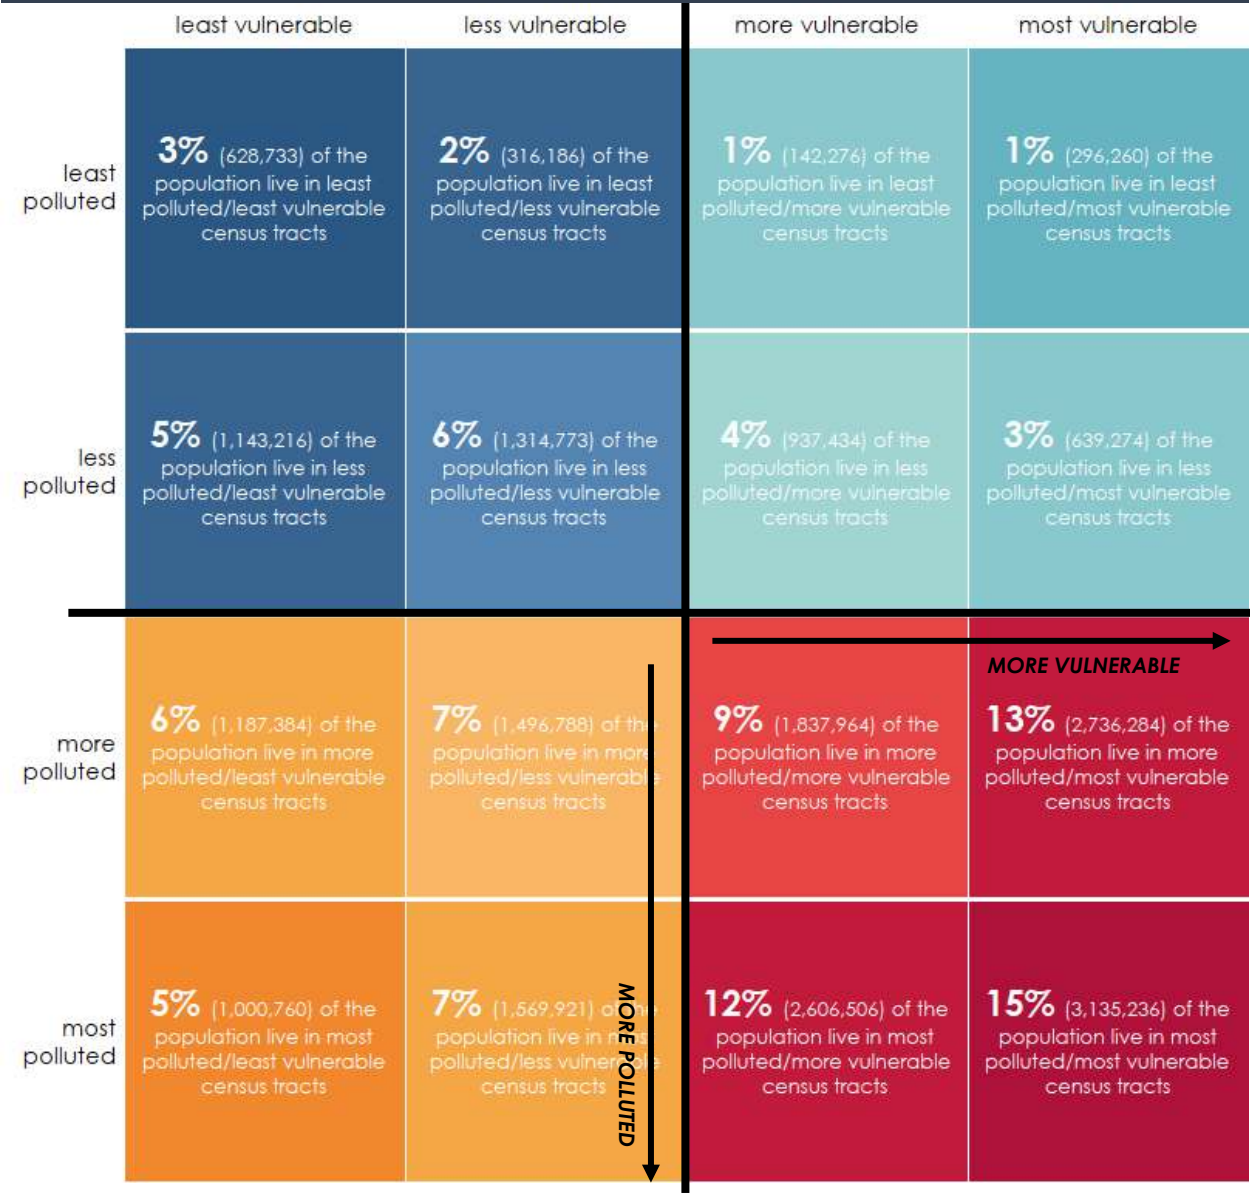 least vulnerable
less vulnerable
more vulnerable
most vulnerable
least
polluted
3% (628,733) of the
population live in least
polluted/least vulnerable
census tracts
2% (316,186) of the
population live in least
polluted/less vulnerable
census tracts
1% (142,276) of the
population live in least
polluted/more vulnerable
census tracts
1% (296,260) of the
population live in least
polluted/most vulnerable
census tracts
less
polluted
5% (1,143,216) of the
population live in less
polluted/least vulnerable
census tracts
6% (1,314,773) of the
population live in less
polluted/less vulnerable
census tracts
4% (937,434) of the
population live in less
polluted/more vulnerable
census tracts
3% (639,274) of the
population live in less
polluted/most vulnerable
census tracts
MORE VULNERABLE
more
polluted
6% (1,187,384) of the
population live in more
polluted/least vulnerable
census tracts
7% (1,496,788) of the
population live in more
polluted/less vulnerable
census tracts
9% (1,837,964) of the
population live in more
polluted/more vulnerable
census tracts
13% (2,736,284) of the
population live in more
polluted/most vulnerable
census tracts
most
polluted
5% (1,000,760) of the
population live in most
polluted/least vulnerable
census tracts
7% (1,569,921) of the
population live in most
polluted/less vulnerable
census tracts
MORE POLLUTED
12% (2,606,506) of the
population live in most
polluted/more vulnerable
census tracts
15% (3,135,236) of the
population live in most
polluted/most vulnerable
census tracts